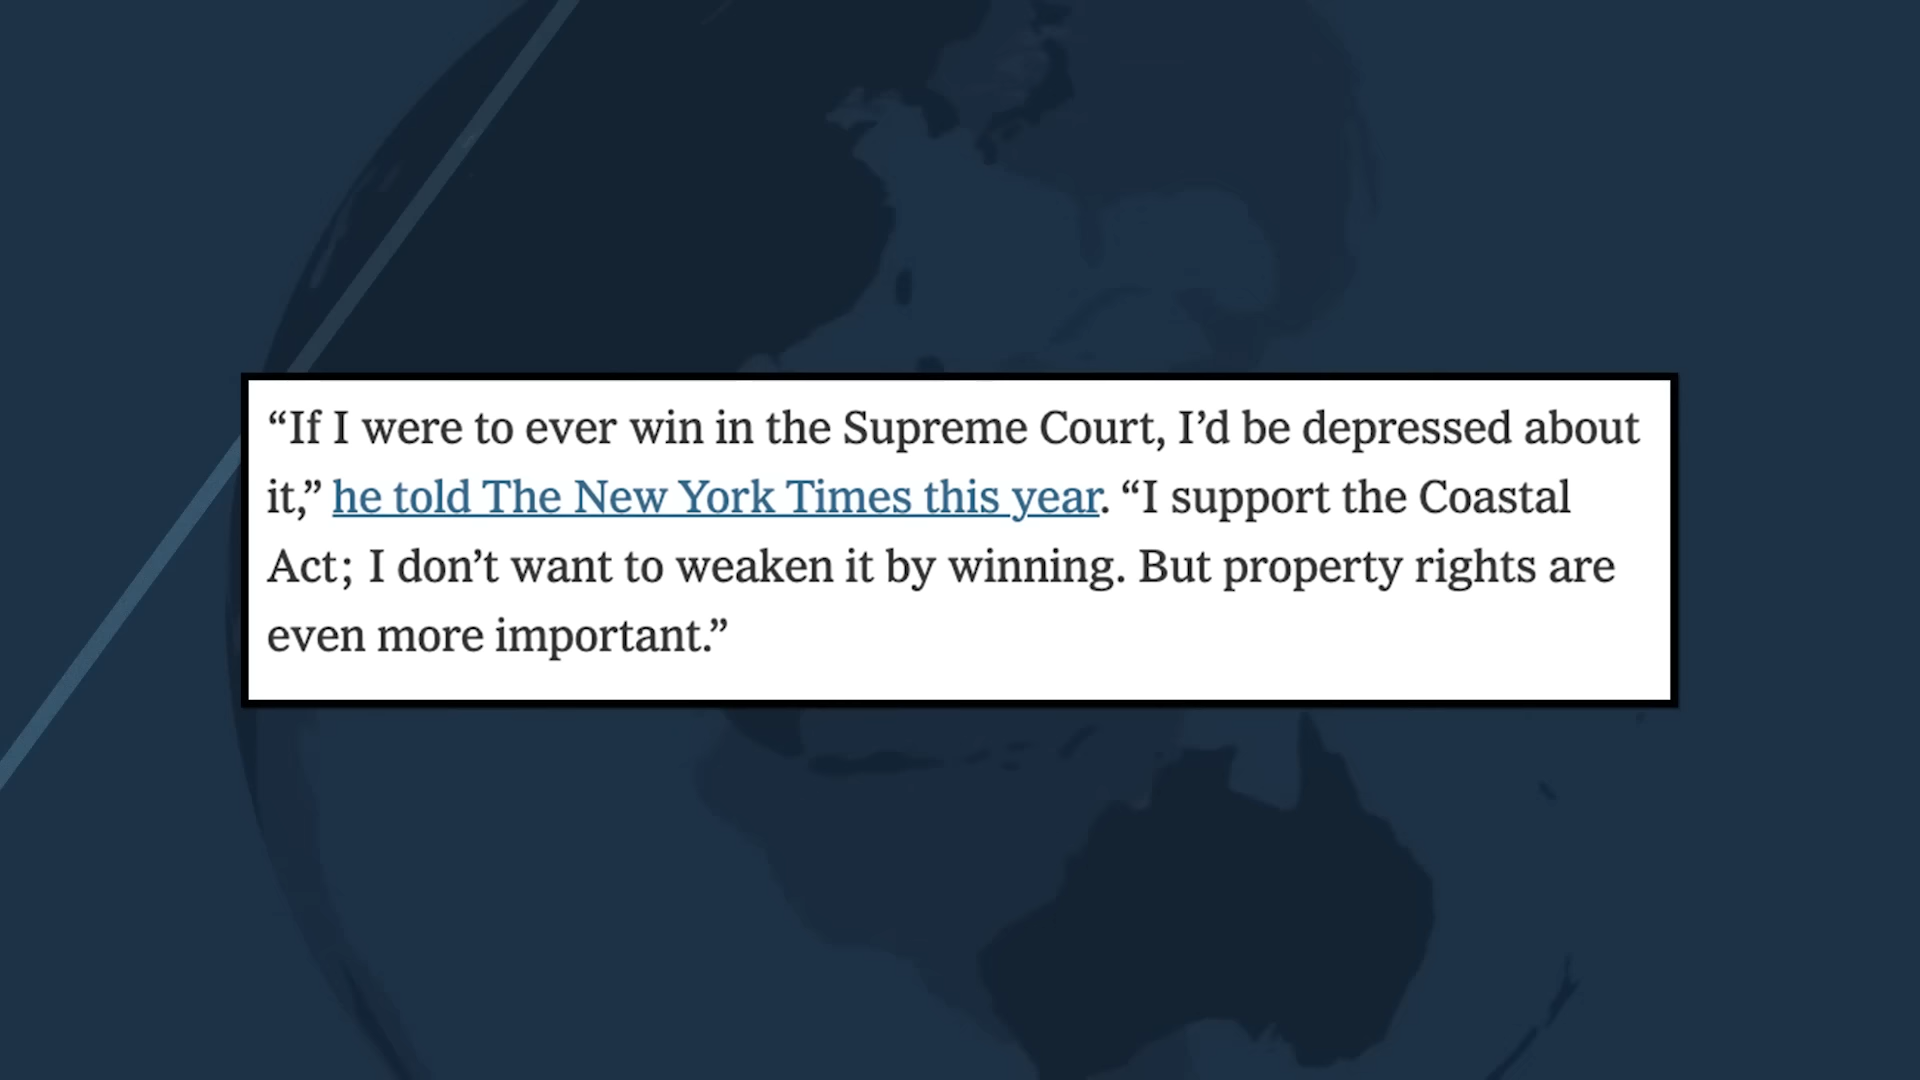 “If I were to ever win in the Supreme Court, I’d be depressed about
it,” he told The New York Times this year. “I support the Coastal
Act; I don’t want to weaken it by winning. But property rights are
even more important.”